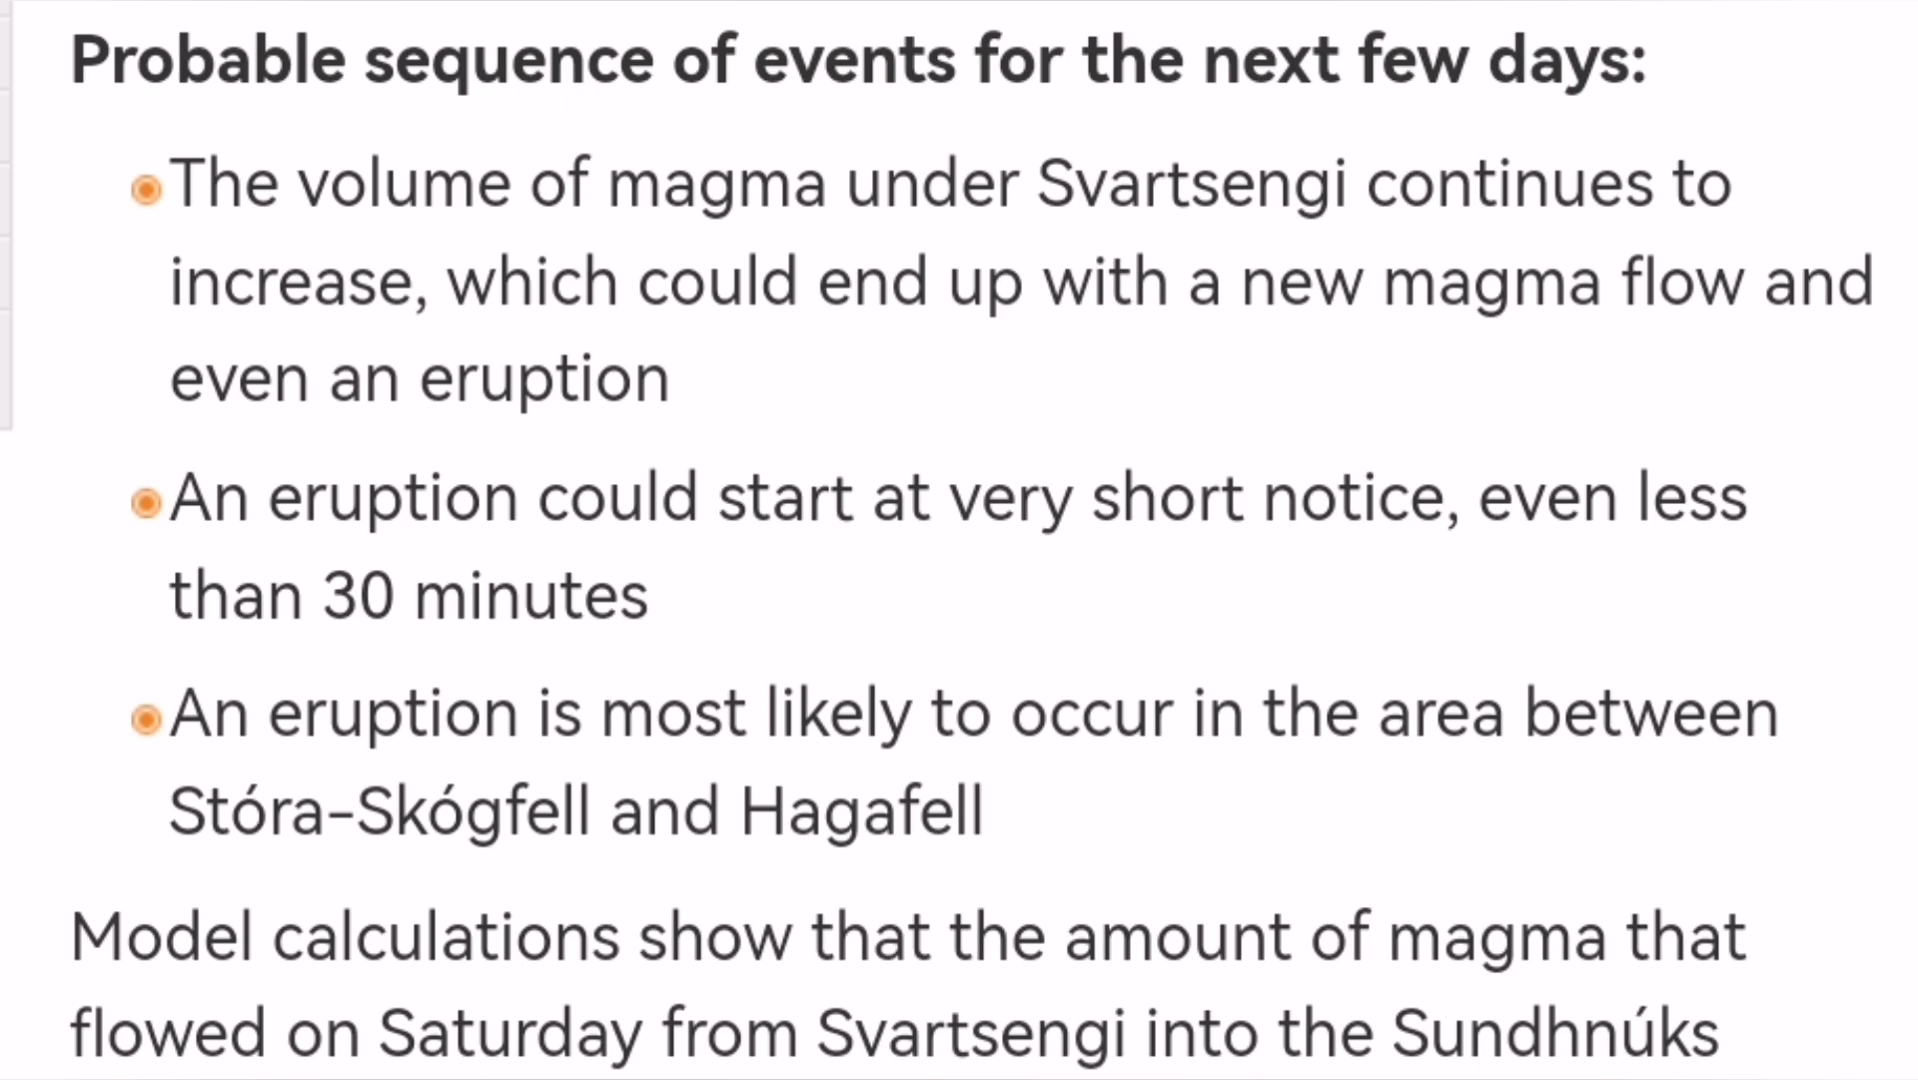 Probable sequence of events for the next few days:
The volume of magma under Svartsengi continues to
increase, which could end up with a new magma flow and
even an eruption
An eruption could start at very short notice, even less
than 30 minutes
An eruption is most likely to occur in the area between
Stóra-Skógfell and Hagafell
Model calculations show that the amount of magma that
flowed on Saturday from Svartsengi into the Sundhnúks